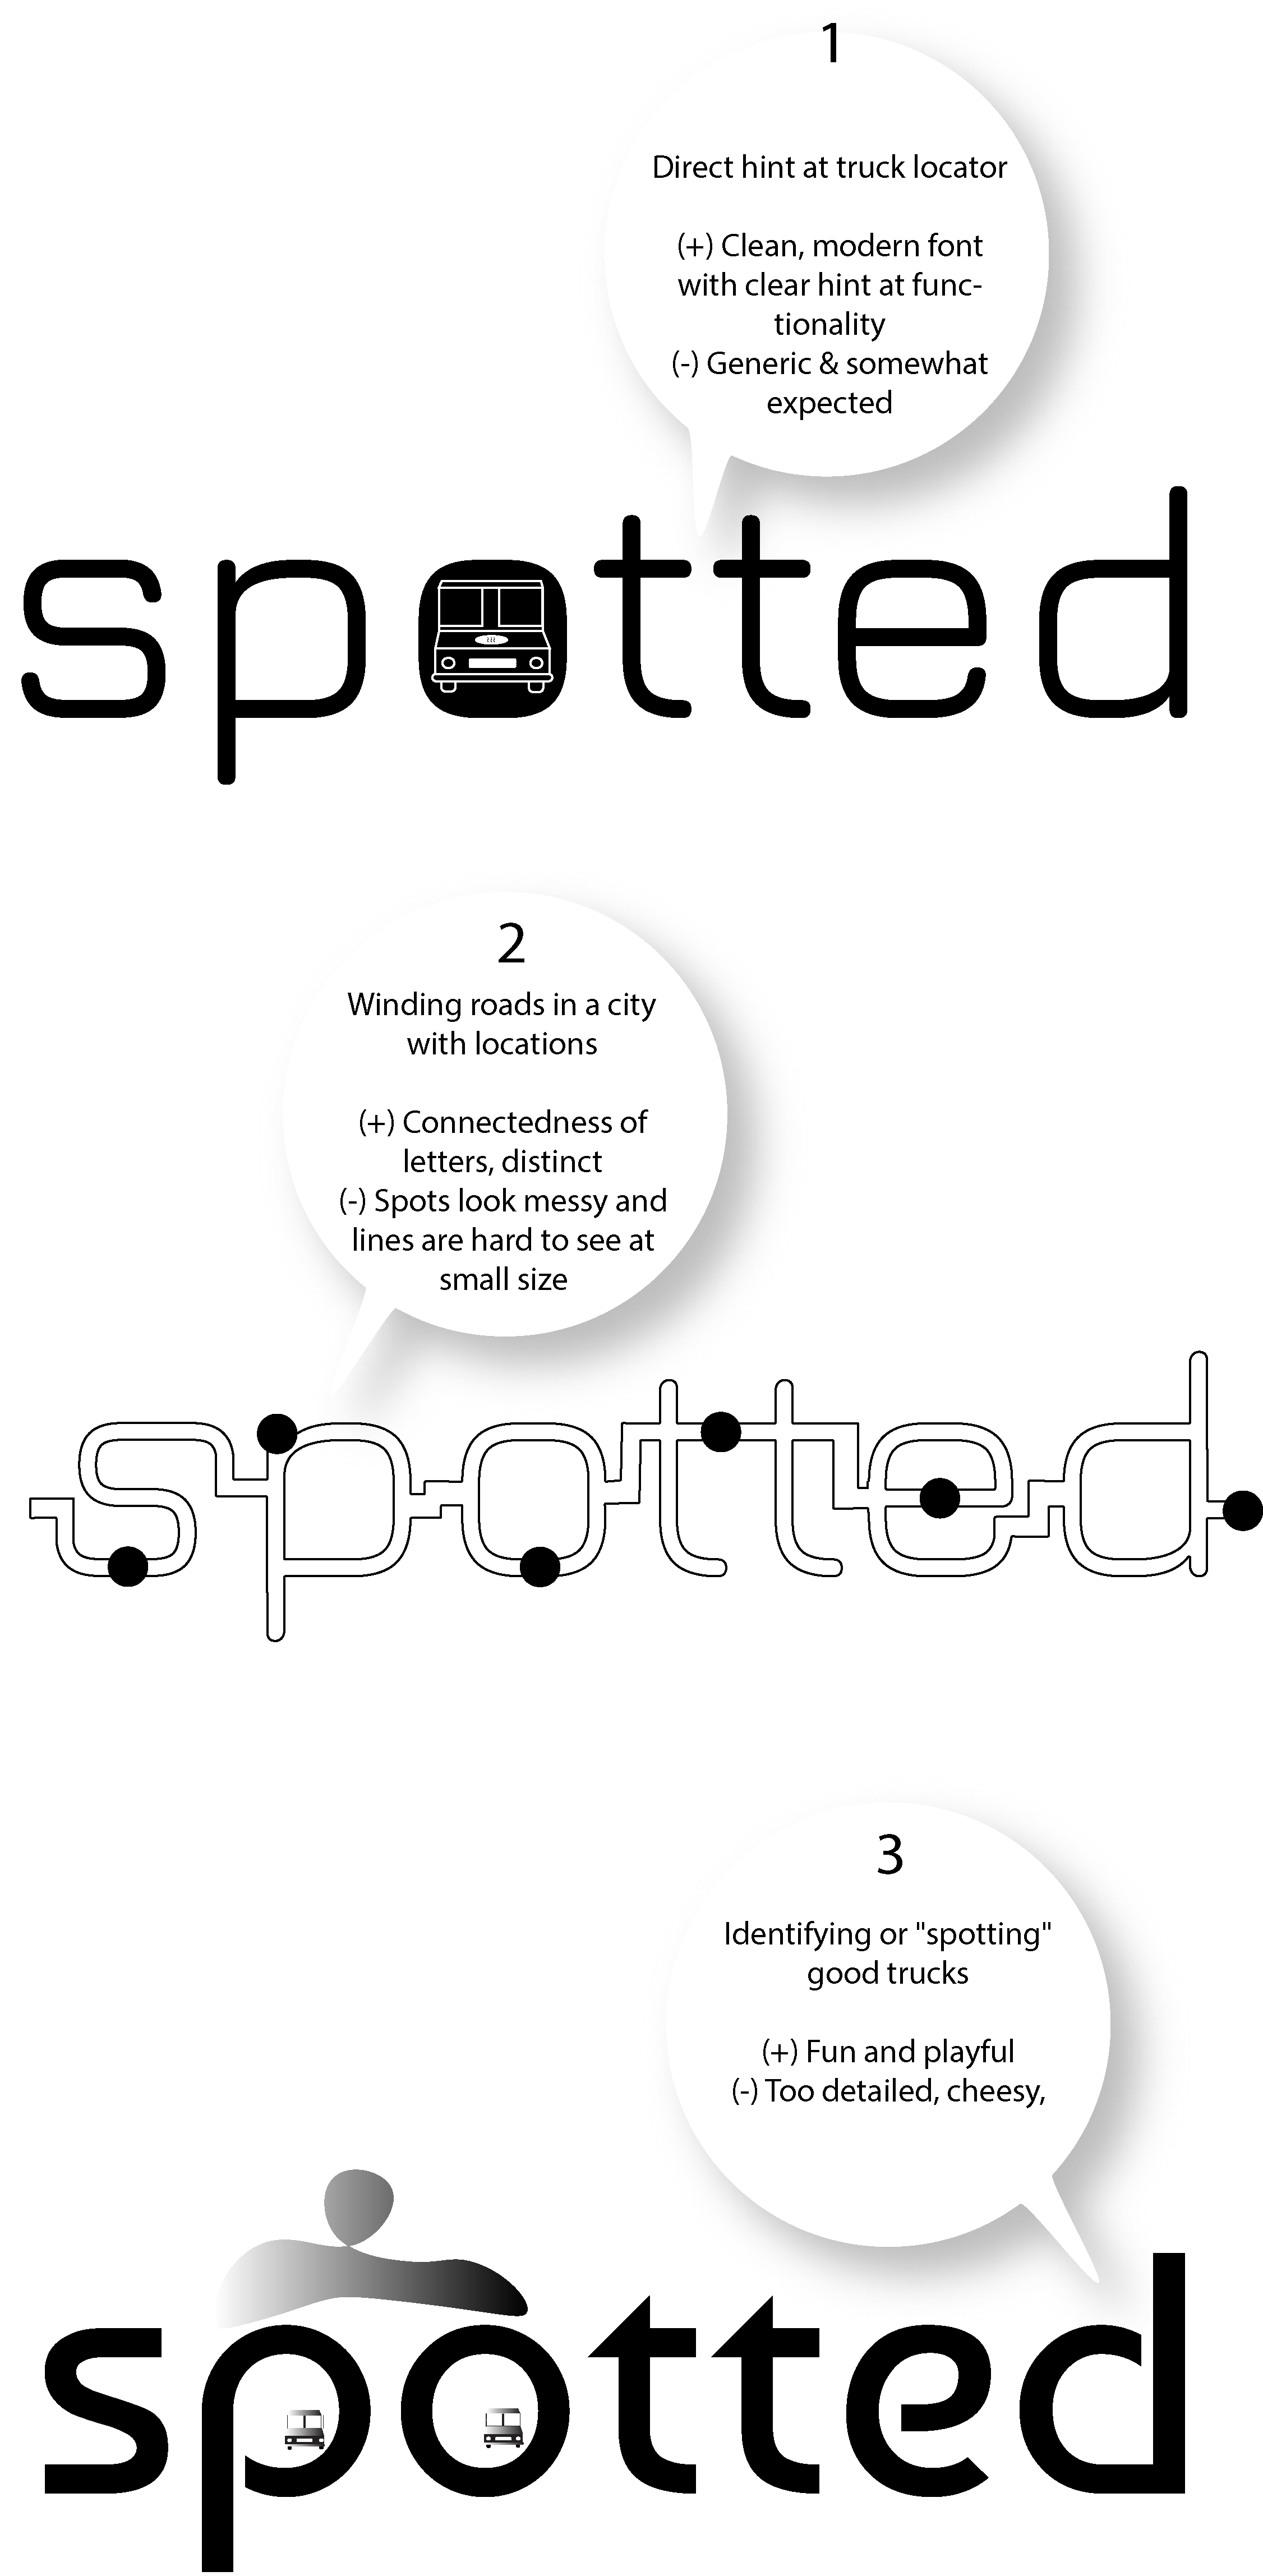 1
Direct hint at truck locator
(+) Clean, modern font
with clear hint at func-
tionality
(-) Generic & somewhat
expected
spotted
2
Winding roads in a city
with locations
(+) Connectedness of
letters, distinct
(-) Spots look messy and
lines are hard to see at
small size
spotted
3
Identifying or "spotting"
good trucks
(+) Fun and playful
(-) Too detailed, cheesy,
spotted